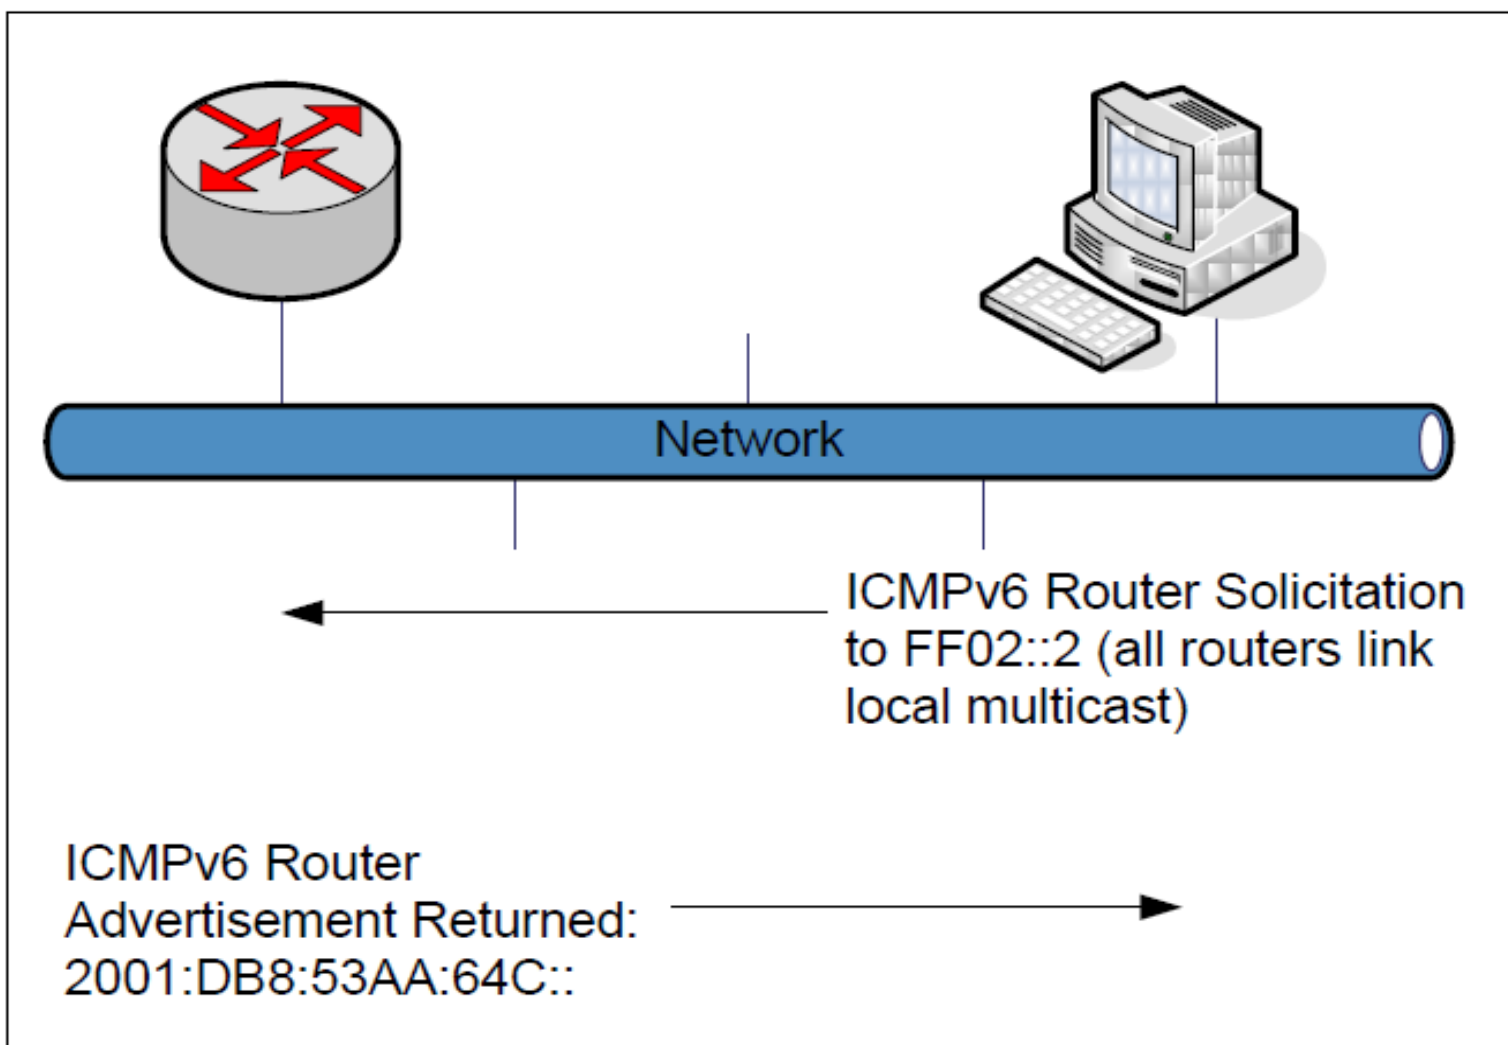 Network
ICMPv6 Router Solicitation
to FF02::2 (all routers link
local multicast)
ICMPv6 Router
Advertisement Returned:
2001:DB8:53AA:64C::